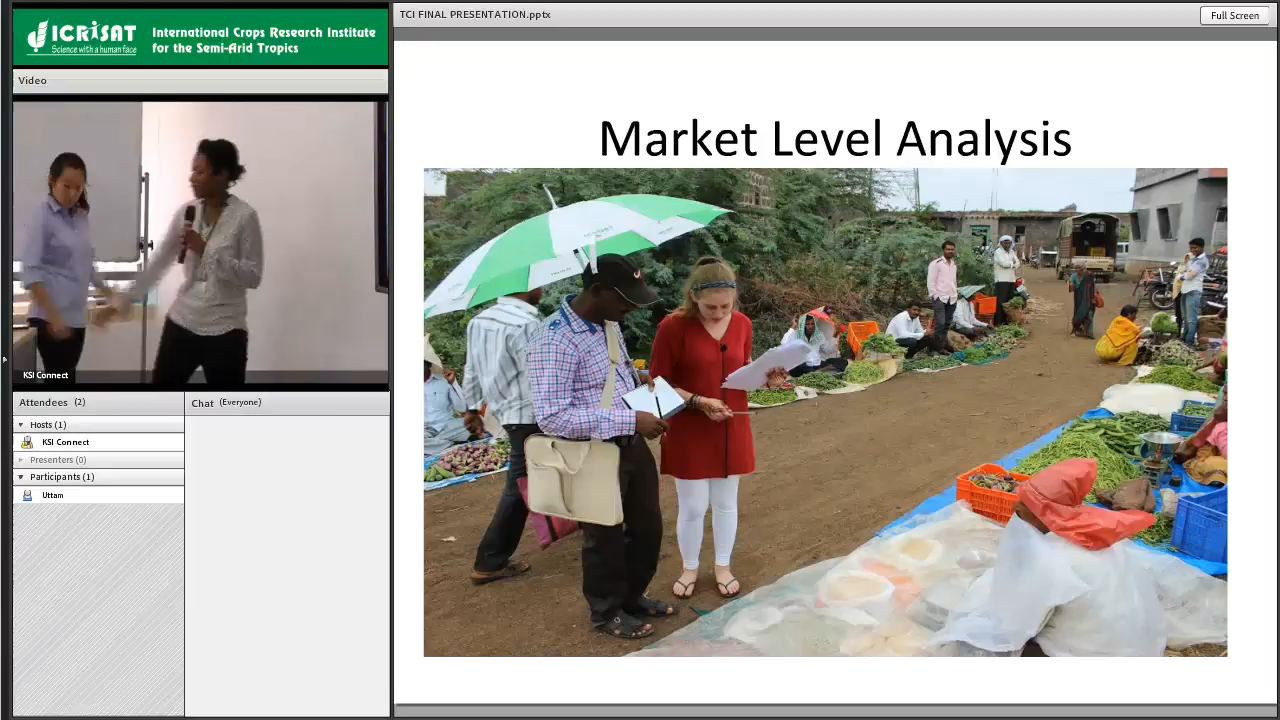 ICRISAT
Science with a human face
International Crops Research Institute
for the Semi-Arid Tropics
Video
KSI Connect
Attendees (2)
Hosts (1)
KSI Connect
Presenters (0)
Participants (1)
Uttam
Chat (Everyone)
TCI FINAL PRESENTATION.pptx
Full Screen
Market Level Analysis